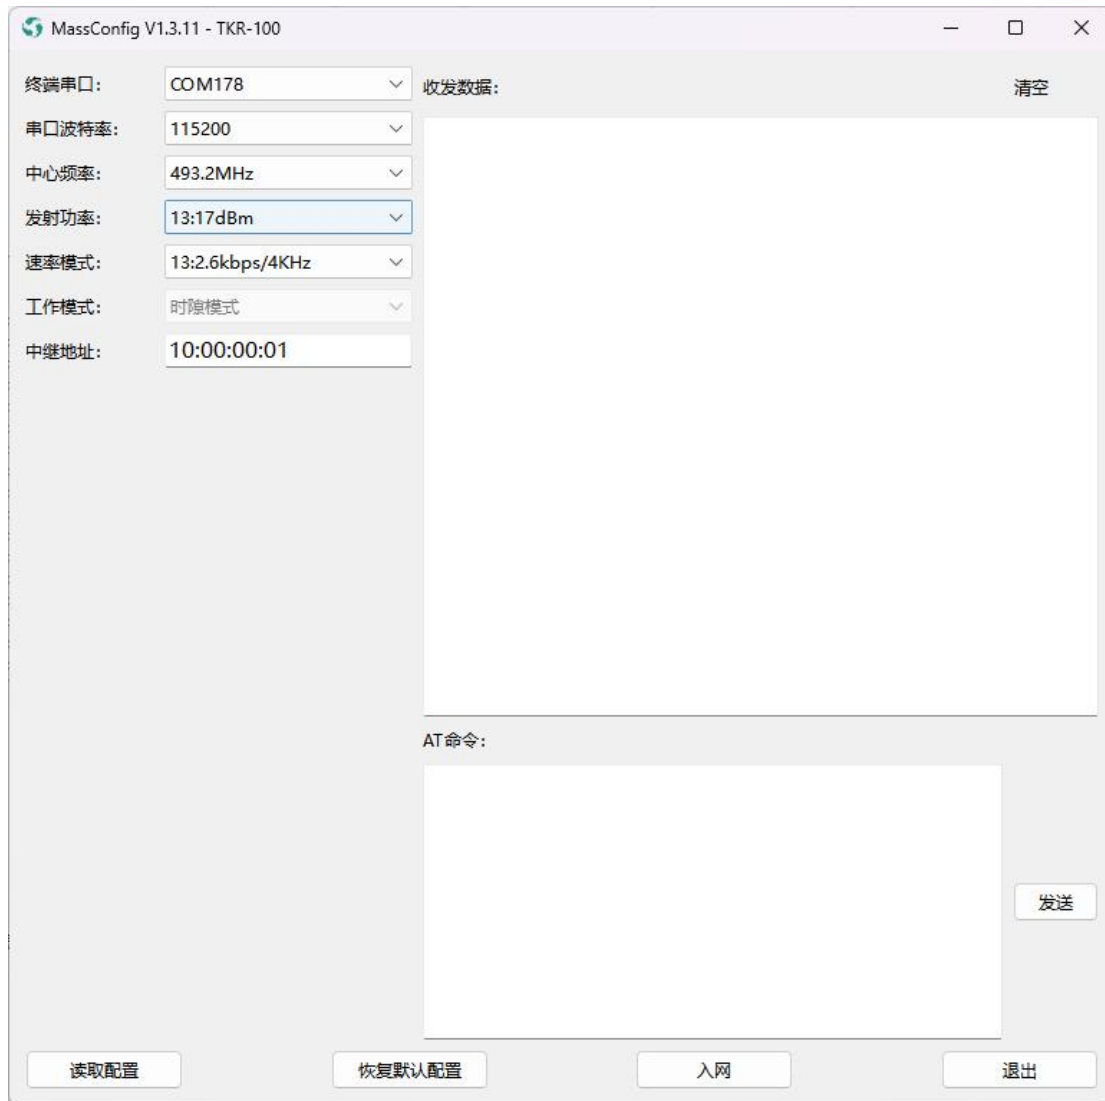 MassConfig V1.3.11 - TKR-100
终端串口： COM178 收发数据： 清空
串口波特率： 115200
中心频率： 493.2MHz
发射功率： 13:17dBm
速率模式： 13:2.6kbps/4KHz
工作模式： 时隙模式
中继地址： 10:00:00:01
AT命令：
发送
读取配置 恢复默认配置 入网 退出